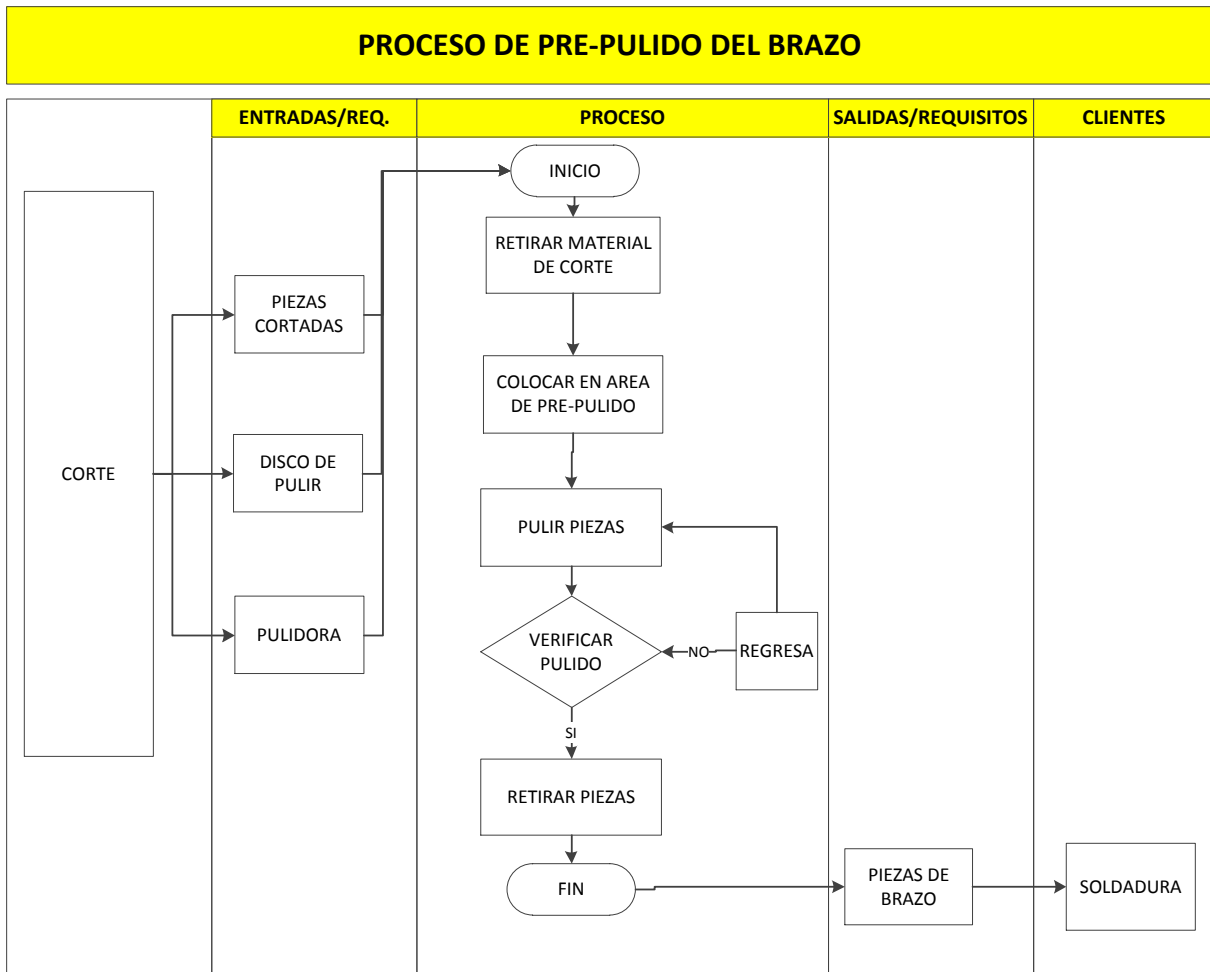 PROCESO DE PRE-PULIDO DEL BRAZO
ENTRADAS/REQ.
PROCESO
SALIDAS/REQUISITOS
CLIENTES
CORTE
PIEZAS
CORTADAS
DISCO DE
PULIR
PULIDORA
INICIO
RETIRAR MATERIAL
DE CORTE
COLOCAR EN AREA
DE PRE-PULIDO
PULIR PIEZAS
VERIFICAR
PULIDO
NO
REGRESA
SI
RETIRAR PIEZAS
FIN
PIEZAS DE
BRAZO
SOLDADURA